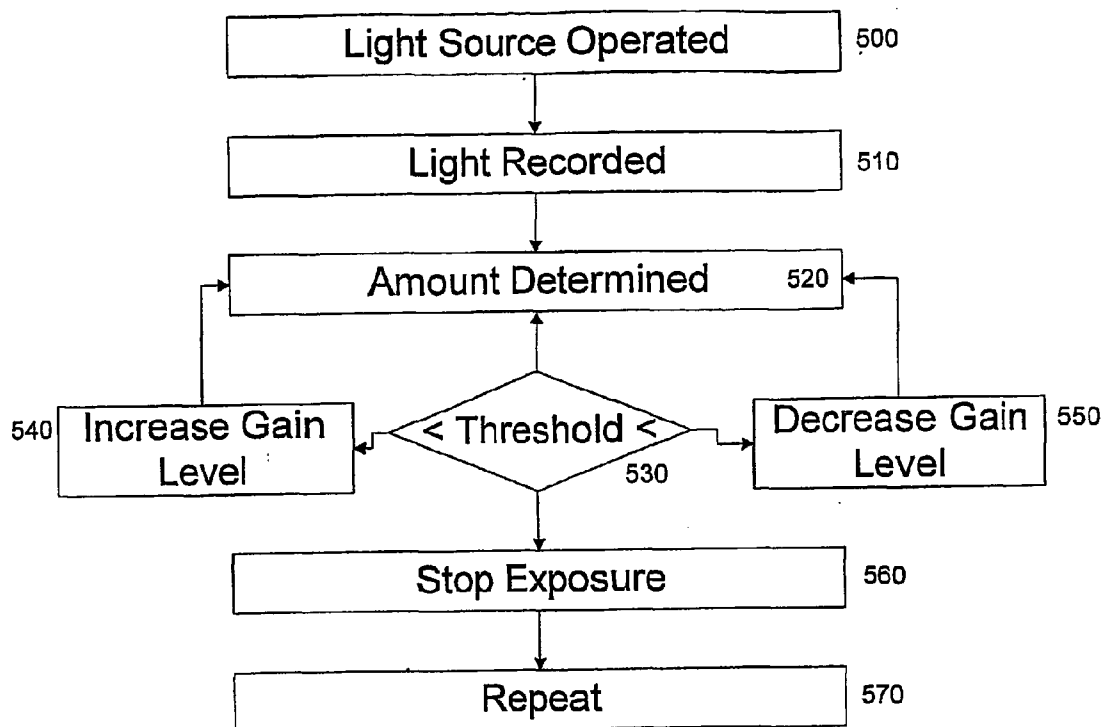 Light Source Operated 500
Light Recorded 510
Amount Determined 520
540 Increase Gain
Level
< Threshold <
530
Decrease Gain 550
Level
Stop Exposure 560
Repeat 570